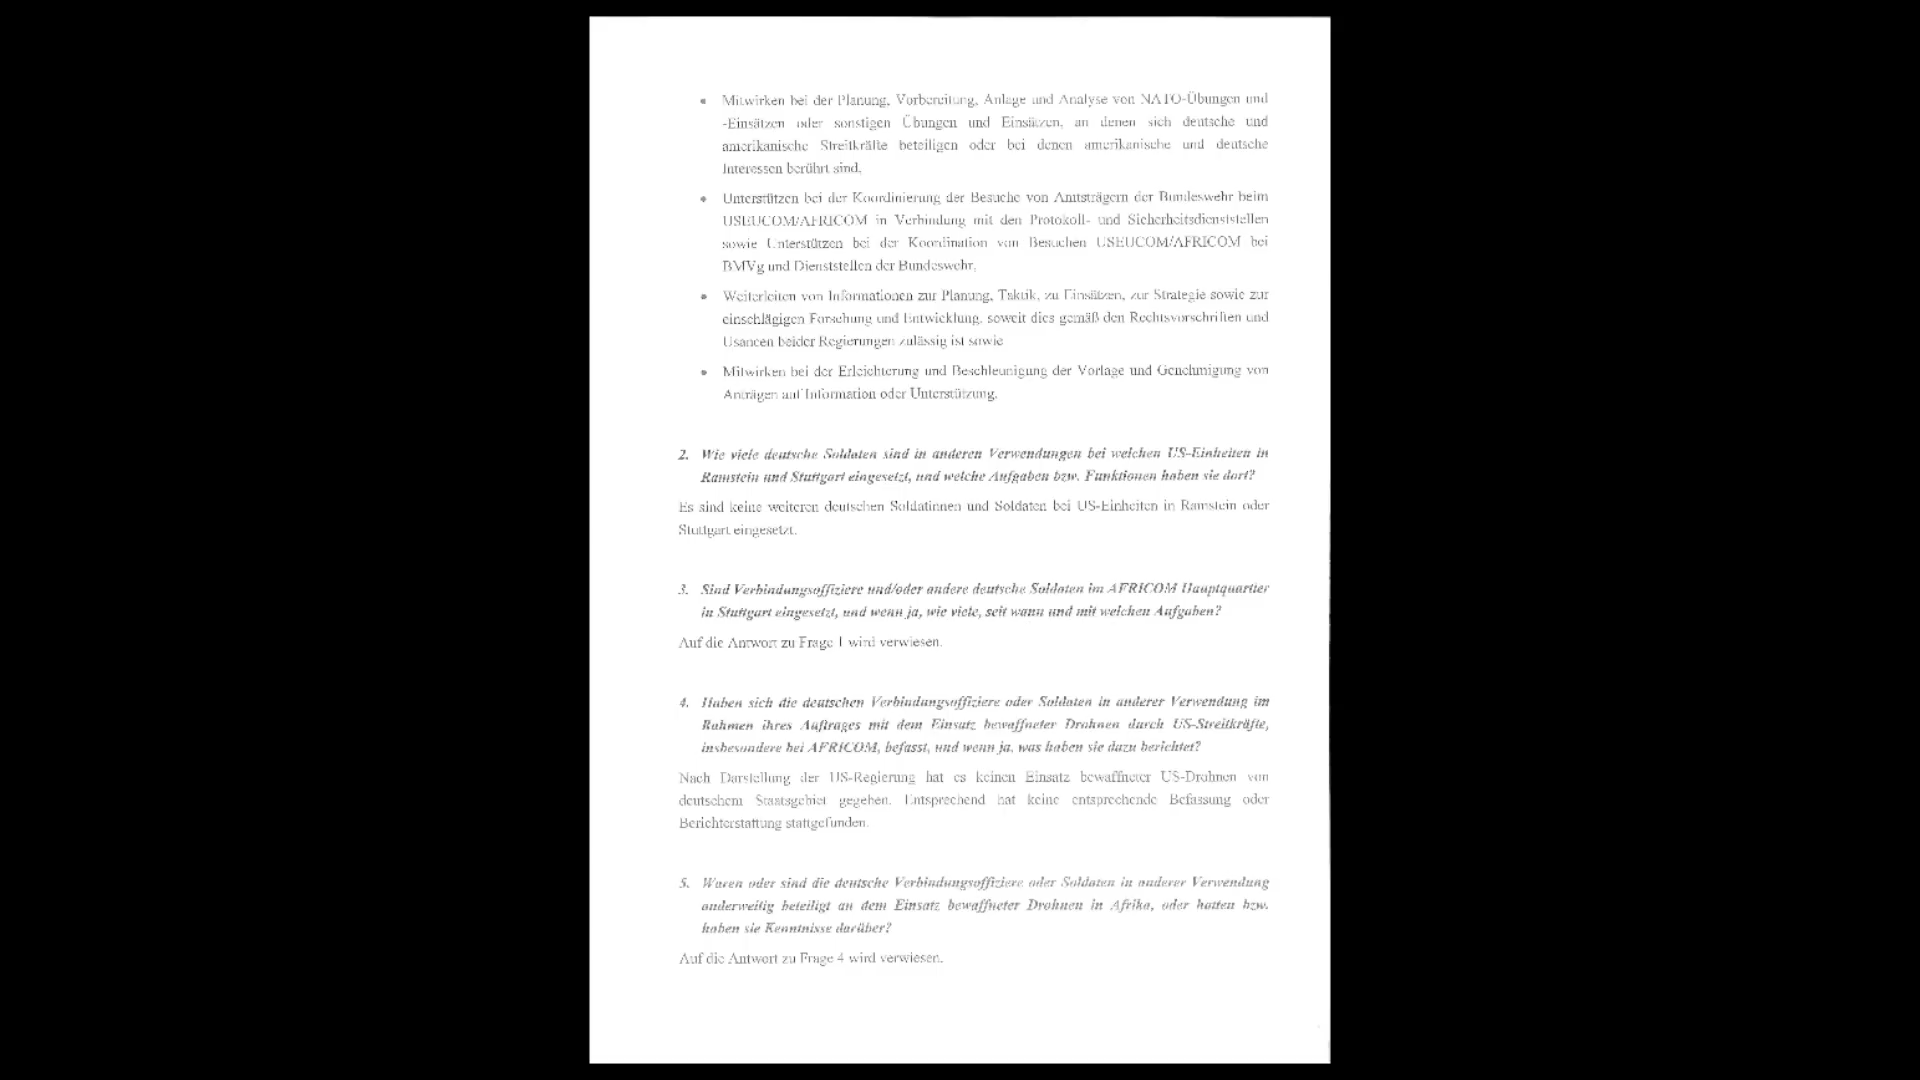 • Mitwirken bei der Planung, Vorbereitung, Anlage und Analyse von NATO-Übungen und
-Einsätzen oder sonstigen Übungen und Einsätzen, an denen sich deutsche und
amerikanische Streitkräfte beteiligen oder bei denen amerikanische und deutsche
Interessen berührt sind,
• Unterstützen bei der Koordinierung der Besuche von Amtsträgern der Bundeswehr beim
USEUCOM/AFRICOM in Verbindung mit den Protokoll- und Sicherheitsdienststellen
sowie Unterstützen bei der Koordination von Besuchen USEUCOM/AFRICOM bei
BMVg und Dienststellen der Bundeswehr,
• Weiterleiten von Informationen zur Planung, Taktik, zu Einsätzen, zur Strategie sowie zur
einschlägigen Forschung und Entwicklung, soweit dies gemäß den Rechtsvorschriften und
Usancen beider Regierungen zulässig ist sowie
• Mitwirken bei der Erleichterung und Beschleunigung der Vorlage und Genehmigung von
Anträgen auf Information oder Unterstützung.
2. Wie viele deutsche Soldaten sind in anderen Verwendungen bei welchen US-Einheiten in
Ramstein und Stuttgart eingesetzt, und welche Aufgaben bzw. Funktionen haben sie dort?
Es sind keine weiteren deutschen Soldatinnen und Soldaten bei US-Einheiten in Ramstein oder
Stuttgart eingesetzt.
3. Sind Verbindungsoffiziere und/oder andere deutsche Soldaten im AFRICOM Hauptquartier
in Stuttgart eingesetzt, und wenn ja, wie viele, seit wann und mit welchen Aufgaben?
Auf die Antwort zu Frage 1 wird verwiesen.
4. Haben sich die deutschen Verbindungsoffiziere oder Soldaten in anderer Verwendung im
Rahmen ihres Auftrages mit dem Einsatz bewaffneter Drohnen durch US-Streitkräfte,
insbesondere bei AFRICOM, befasst, und wenn ja, was haben sie dazu berichtet?
Nach Darstellung der US-Regierung hat es keinen Einsatz bewaffneter US-Drohnen von
deutschem Staatsgebiet gegeben. Entsprechend hat keine entsprechende Befassung oder
Berichterstattung stattgefunden.
5. Waren oder sind die deutsche Verbindungsoffiziere oder Soldaten in anderer Verwendung
anderweitig beteiligt an dem Einsatz bewaffneter Drohnen in Afrika, oder hatten bzw.
haben sie Kenntnisse darüber?
Auf die Antwort zu Frage 4 wird verwiesen.